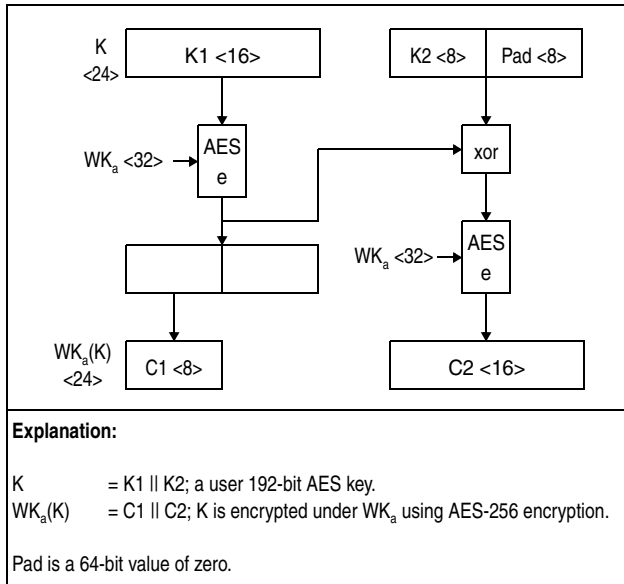 K
<24>
K1 <16>
K2 <8>
Pad <8>
WKa <32>
AES
e
xor
WKa <32>
AES
e
WKa(K)
<24>
C1 <8>
C2 <16>
Explanation:
K = K1 || K2; a user 192-bit AES key.
WKa(K) = C1 || C2; K is encrypted under WKa using AES-256 encryption.
Pad is a 64-bit value of zero.